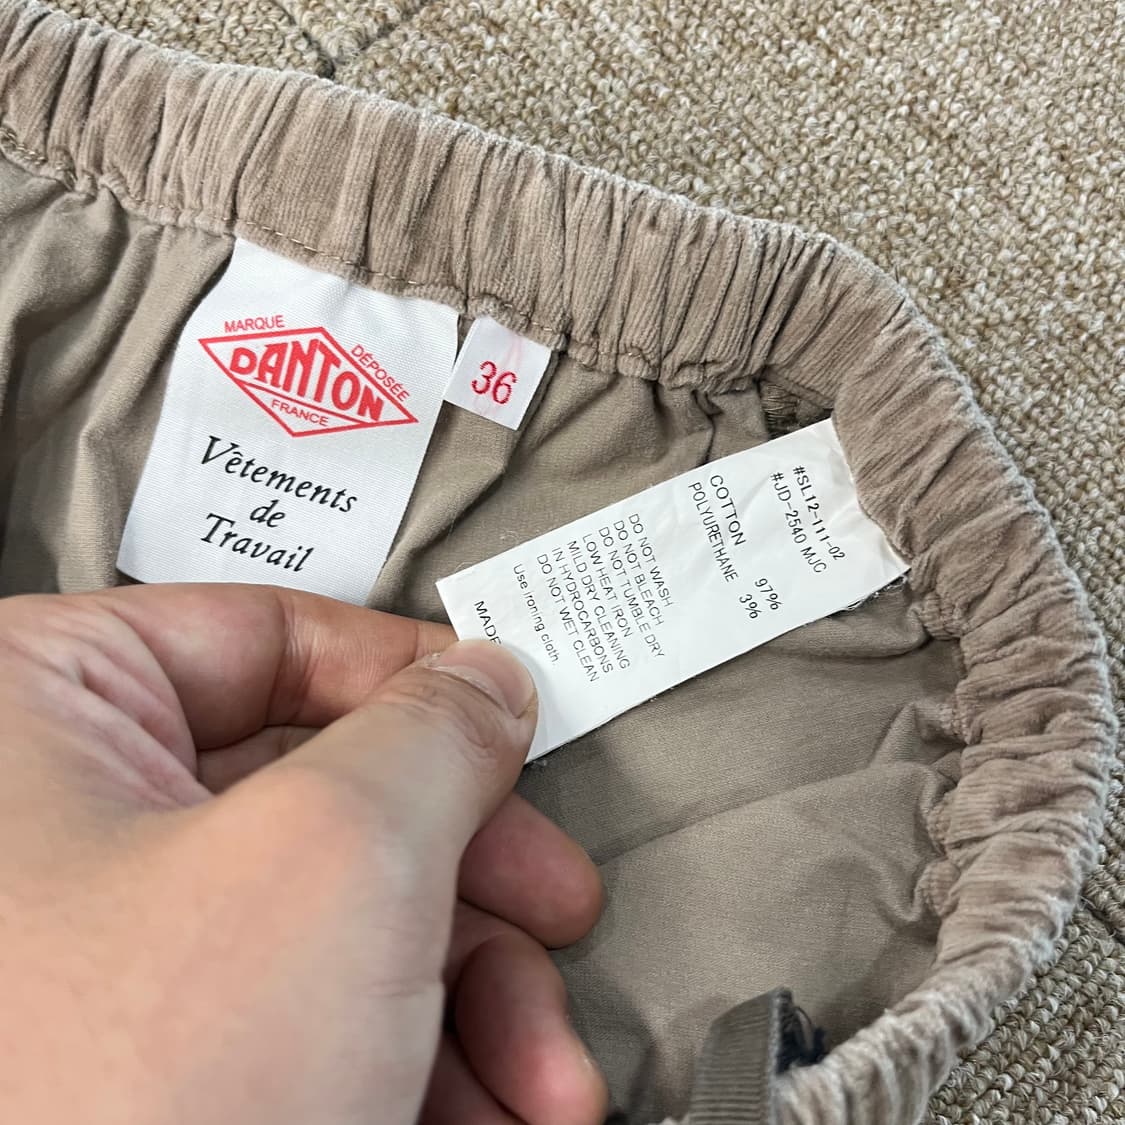 MARQUE
DÉPOSÉE
DANTON
FRANCE
Vêtements
de
Travail
36
#SL12-111-02
#JD-2540 MJC
COTTON 97%
POLYURETHANE 3%
DO NOT WASH
DO NOT BLEACH
DO NOT TUMBLE DRY
LOW HEAT IRON
MILD DRY CLEANING
IN HYDROCARBONS
DO NOT WET CLEAN
Use ironing cloth.
MADE